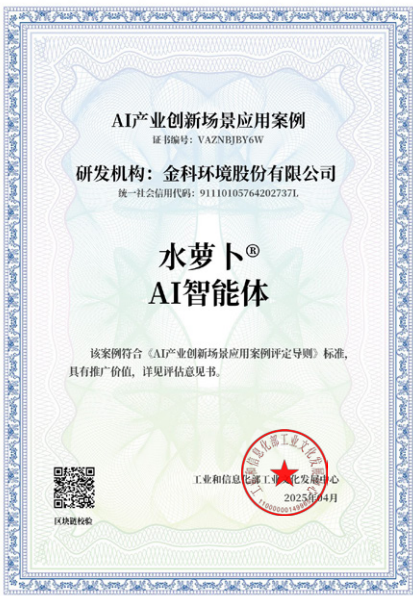 AI产业创新场景应用案例
证书编号：VAZNBJBY6W
研发机构：金科环境股份有限公司
统一社会信用代码：91110105764202737L
水萝卜®
AI智能体
该案例符合《AI产业创新场景应用案例评定导则》标准，
具有推广价值，详见评估意见书。
工业和信息化部工业文化发展中心
2025年04月
区块链校验